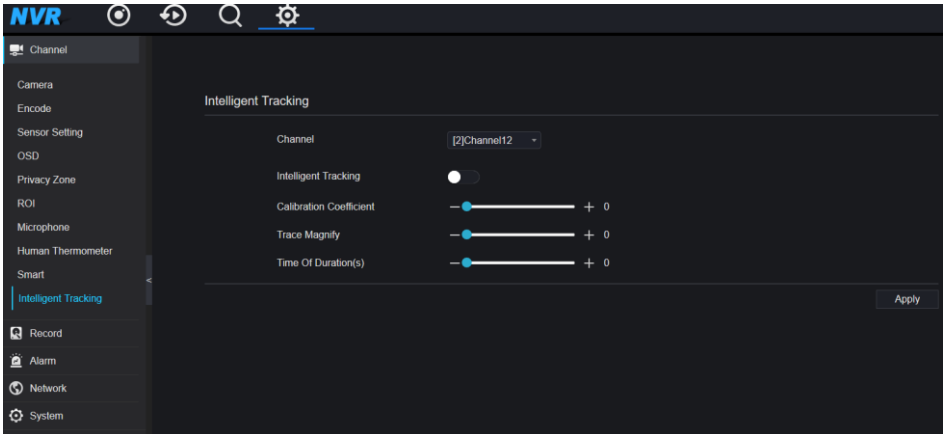 NVR
Channel
Camera
Encode
Sensor Setting
OSD
Privacy Zone
ROI
Microphone
Human Thermometer
Smart
Intelligent Tracking
Record
Alarm
Network
System
Intelligent Tracking
Channel [2]Channel12
Intelligent Tracking
Calibration Coefficient 0
Trace Magnify 0
Time Of Duration(s) 0
Apply